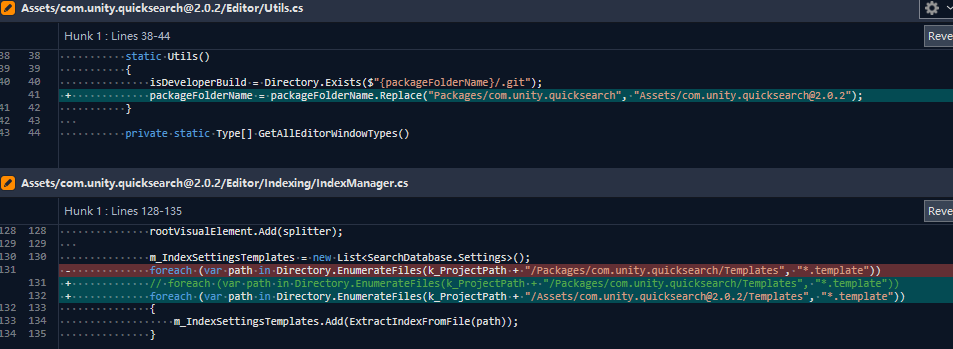 Assets/com.unity.quicksearch@2.0.2/Editor/Utils.cs
Hunk 1 : Lines 38-44
Reve
38 38 static Utils()
39 39 {
40 40 isDeveloperBuild = Directory.Exists($"{packageFolderName}/.git");
41 + packageFolderName = packageFolderName.Replace("Packages/com.unity.quicksearch", "Assets/com.unity.quicksearch@2.0.2");
41 42 }
42 43
43 44 private static Type[] GetAllEditorWindowTypes()
Assets/com.unity.quicksearch@2.0.2/Editor/Indexing/IndexManager.cs
Hunk 1 : Lines 128-135
Reve
128 128 rootVisualElement.Add(splitter);
129 129
130 130 m_IndexSettingsTemplates = new List<SearchDatabase.Settings>();
131 - foreach (var path in Directory.EnumerateFiles(k_ProjectPath + "/Packages/com.unity.quicksearch/Templates", "*.template"))
131 + // foreach (var path in Directory.EnumerateFiles(k_ProjectPath + "/Packages/com.unity.quicksearch/Templates", "*.template"))
132 + foreach (var path in Directory.EnumerateFiles(k_ProjectPath + "/Assets/com.unity.quicksearch@2.0.2/Templates", "*.template"))
132 133 {
133 134 m_IndexSettingsTemplates.Add(ExtractIndexFromFile(path));
134 135 }